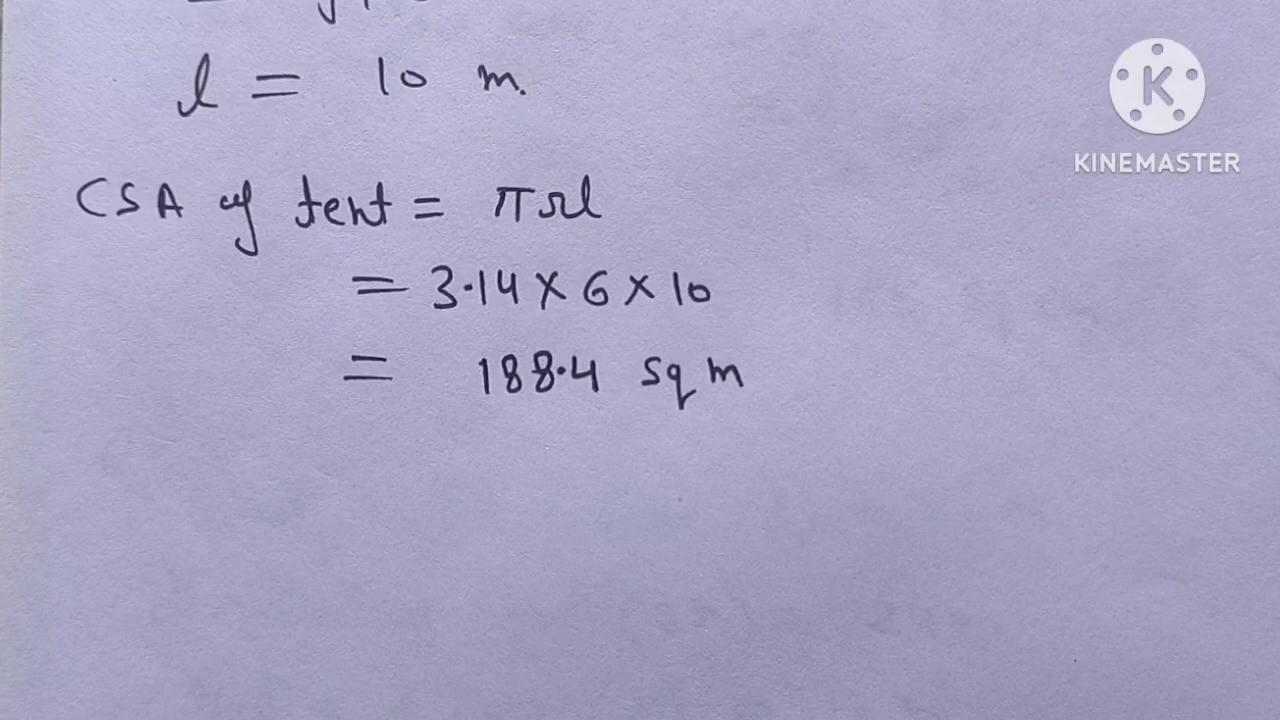 l = 10 m.
CSA of tent = πrl
= 3.14 × 6 × 10
= 188.4 sq m
K
KINEMASTER